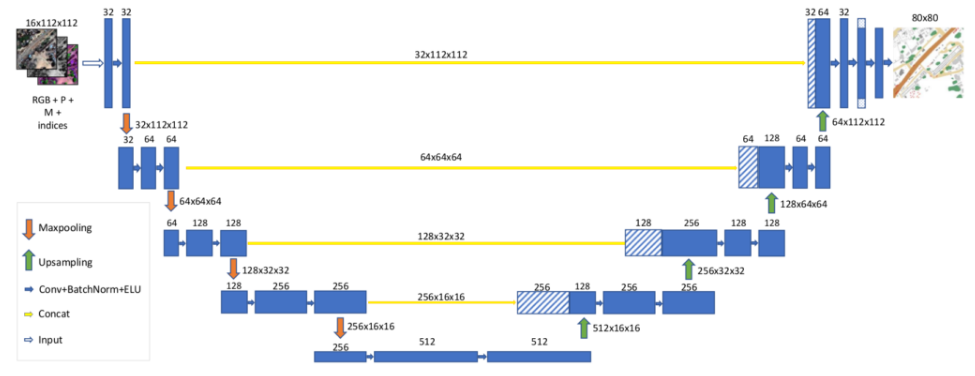 16x112x112
32 32
32x112x112
32 64 32
80x80
RGB + P +
M +
indices
32x112x112
64x112x112
32 64 64
64x64x64
64 128 64 64
64x64x64
128x64x64
64 128 128
128x32x32
128 256 128 128
128x32x32
256x32x32
128 256 256
256x16x16
256 128 256 256
256x16x16
512x16x16
256 512 512
Maxpooling
Upsampling
Conv+BatchNorm+ELU
Concat
Input